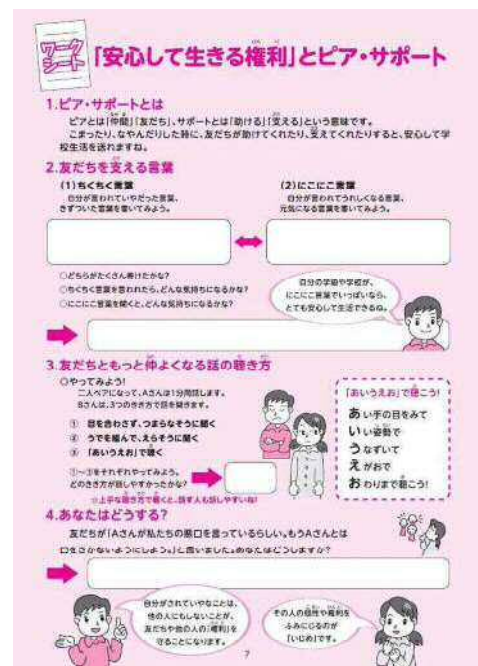 ワークシート
「安心して生きる権利」とピア・サポート
1.ピア・サポートとは
ピアとは「仲間」「友だち」、サポートとは「助ける」「支える」という意味です。
こまったり、なやんだりした時に、友だちが助けてくれたり、支えてくれたりすると、安心して学
校生活を送れますね。
2.友だちを支える言葉
(1)ちくちく言葉
自分が言われていやだった言葉、
きずついた言葉を書いてみよう。
(2)にこにこ言葉
自分が言われてうれしくなる言葉、
元気になる言葉を書いてみよう。
○どちらがたくさん書けたかな?
○ちくちく言葉を言われたら、どんな気持ちになるかな?
○にこにこ言葉を聞くと、どんな気持ちになるかな?
自分の学級や学校が、
にこにこ言葉でいっぱいなら、
とても安心して生活できるね。
3.友だちともっと仲よくなる話の聴き方
○やってみよう!
二人ペアになって、Aさんは1分間話します。
Bさんは、3つのきき方で話を聞きます。
① 目を合わさず、つまらなそうに聞く
② うでを組んで、えらそうに聞く
③ 「あいうえお」で聴く
①~③をそれぞれやってみよう。
どのきき方が話しやすかったかな?
☆上手な聴き方で聴くと、話す人も話しやすいね!
「あいうえお」で聴こう!
あい手の目をみて
いい姿勢で
うなずいて
えがおで
おわりまで聴こう!
4.あなたはどうする?
友だちが「Aさんが私たちの悪口を言っているらしい。もうAさんとは
口をきかないようにしよう。」と言いました。あなたはどうしますか?
自分がされていやなことは、
他の人にもしないことが、
友だちや他の人の「権利」を
守ることになります。
その人の個性や権利を
ふみにじるのが
「いじめ」です。
7